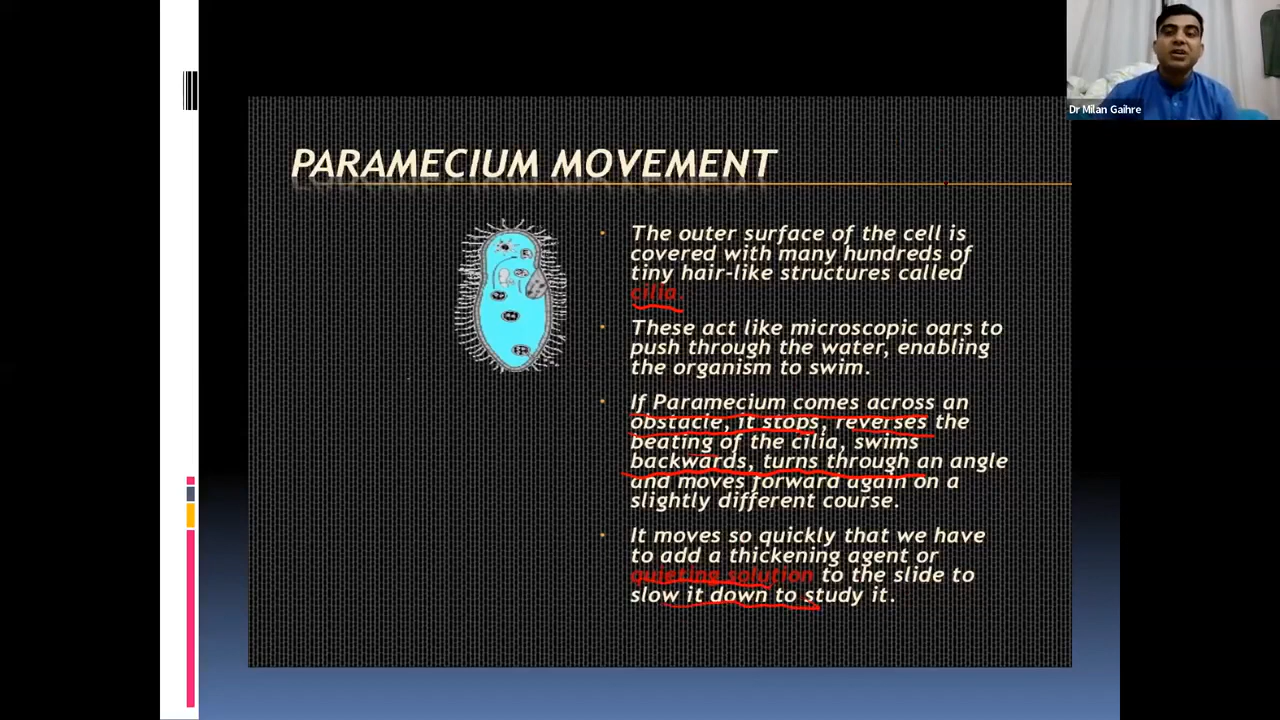 Dr Milan Gaihre
PARAMECIUM MOVEMENT
• The outer surface of the cell is
covered with many hundreds of
tiny hair-like structures called
cilia.
• These act like microscopic oars to
push through the water, enabling
the organism to swim.
• If Paramecium comes across an
obstacle, it stops, reverses the
beating of the cilia, swims
backwards, turns through an angle
and moves forward again on a
slightly different course.
• It moves so quickly that we have
to add a thickening agent or
quieting solution to the slide to
slow it down to study it.